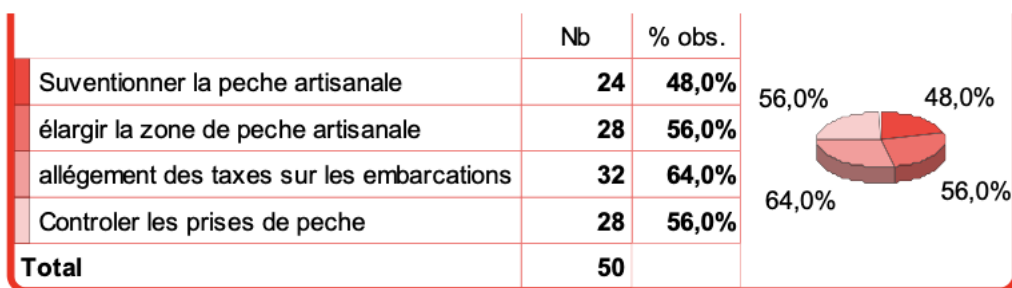 Nb % obs.
Suventionner la peche artisanale 24 48,0%
élargir la zone de peche artisanale 28 56,0%
allégement des taxes sur les embarcations 32 64,0%
Controler les prises de peche 28 56,0%
Total 50
56,0% 48,0%
64,0% 56,0%